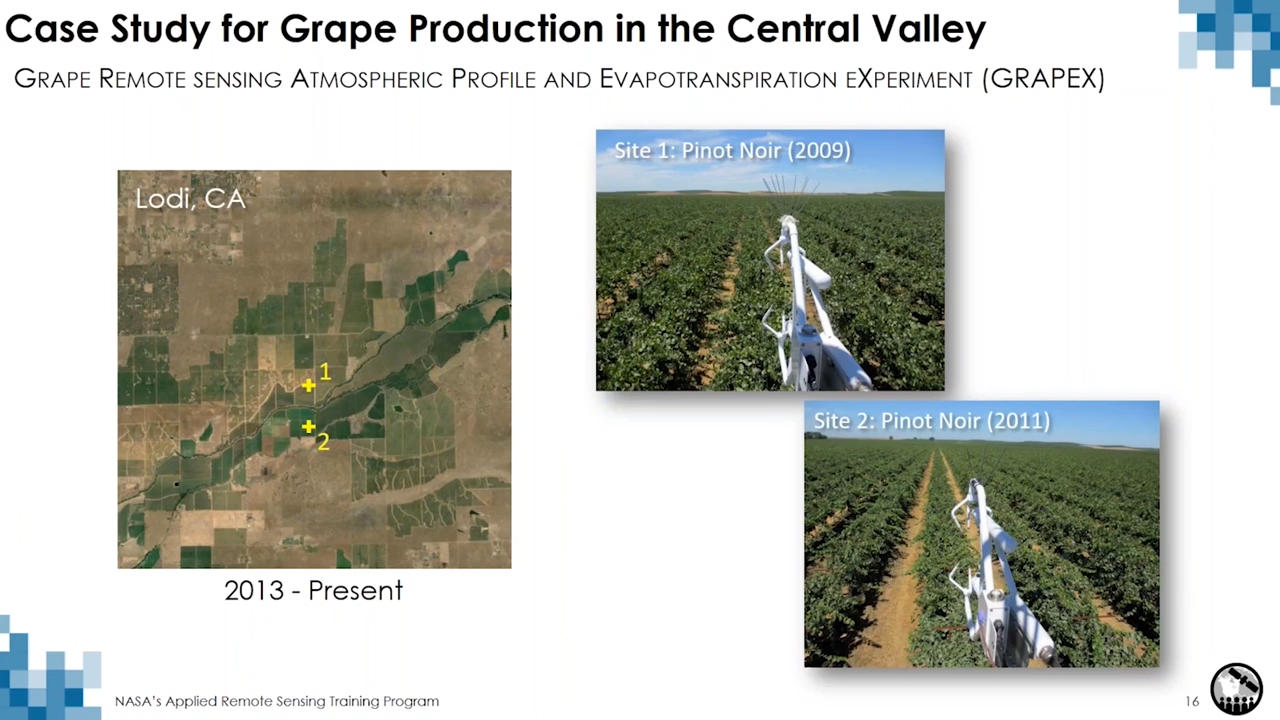 Case Study for Grape Production in the Central Valley
Grape Remote sensing Atmospheric Profile and Evapotranspiration eXperiment (GRAPEX)
Lodi, CA
1
2
2013 - Present
Site 1: Pinot Noir (2009)
Site 2: Pinot Noir (2011)
NASA's Applied Remote Sensing Training Program
16